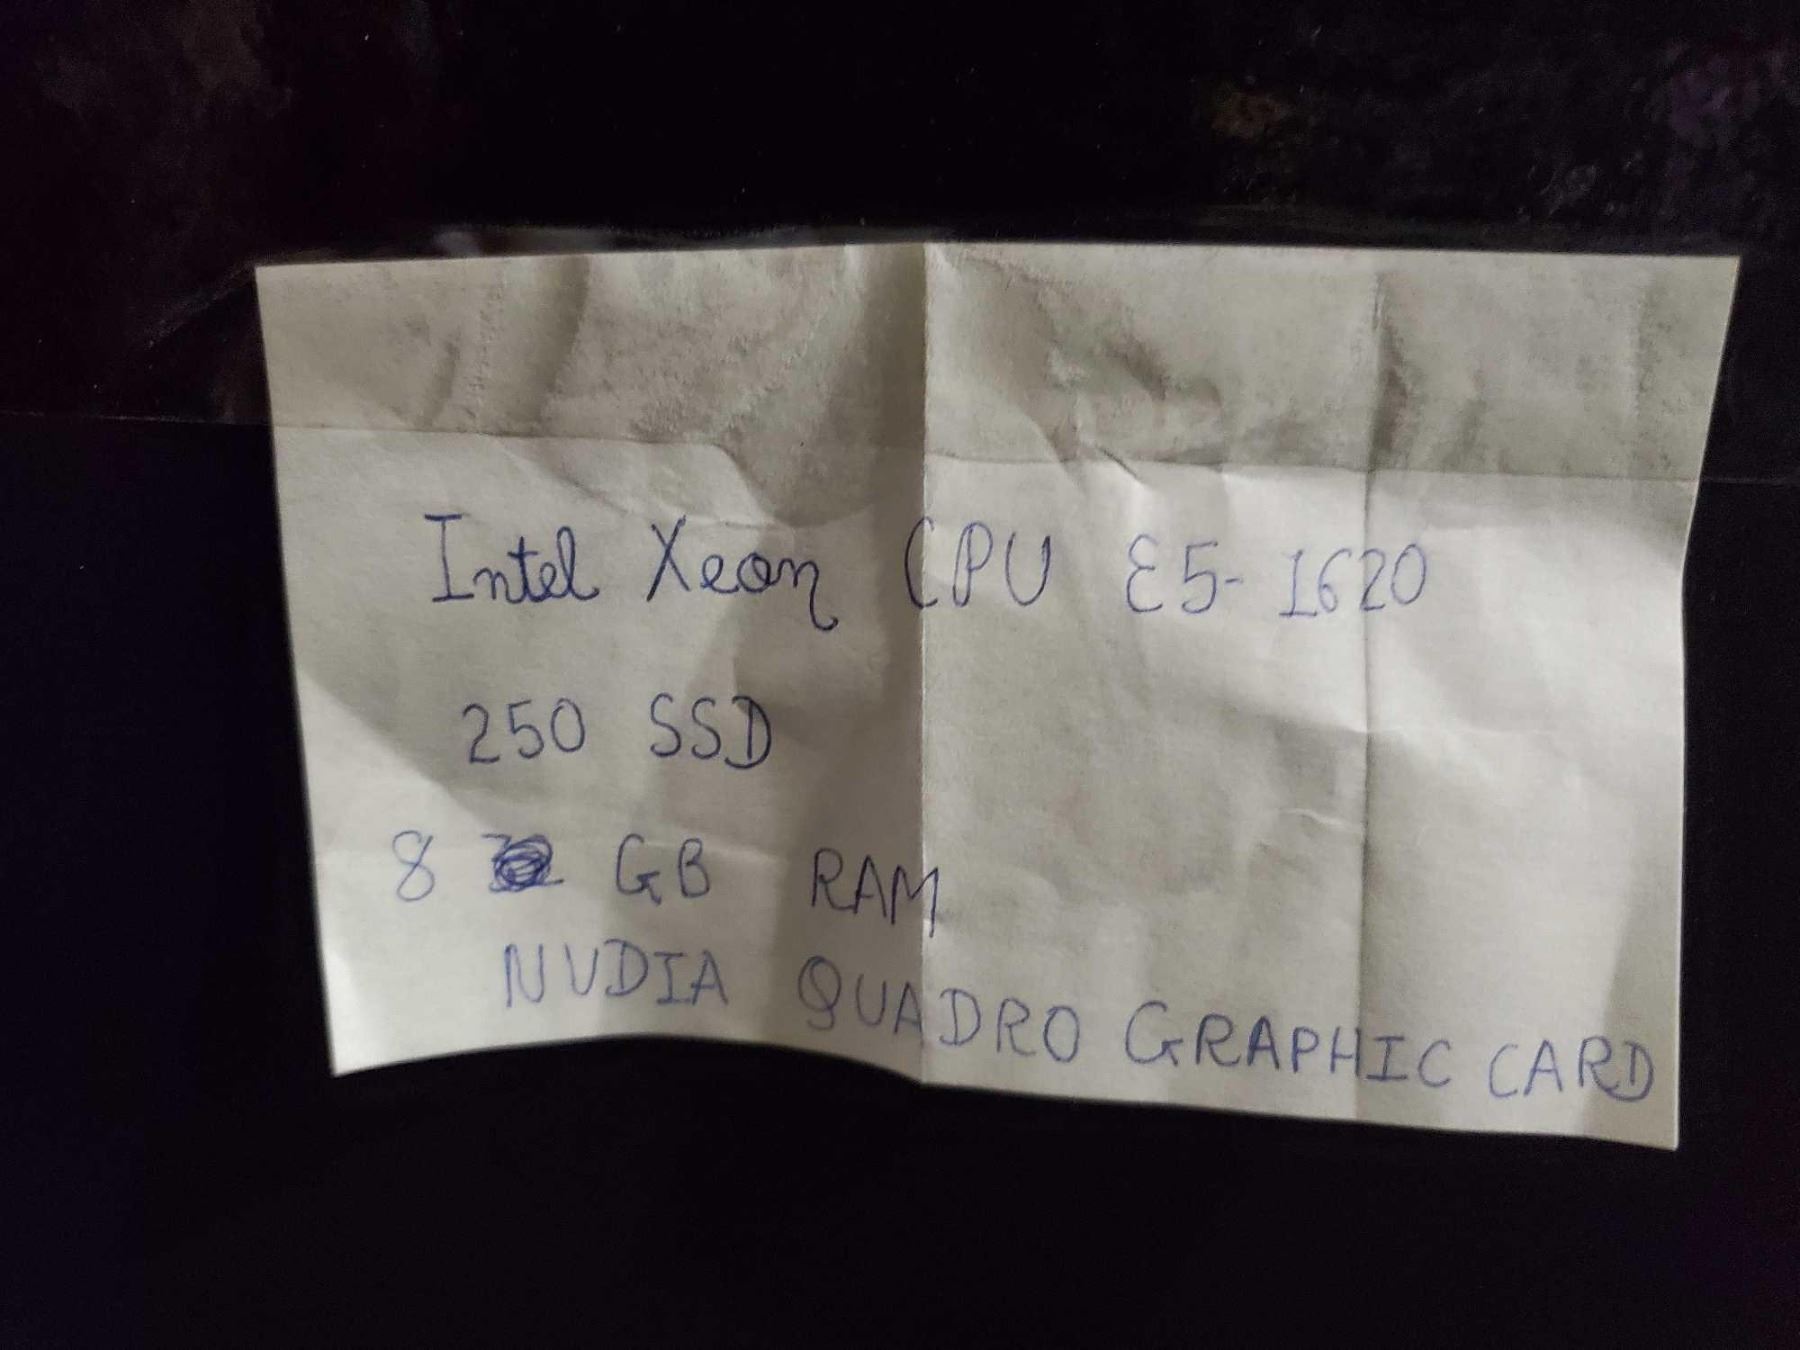 Intel Xeon CPU E5-1620
250 SSD
8 GB RAM
NVDIA QUADRO GRAPHIC CARD